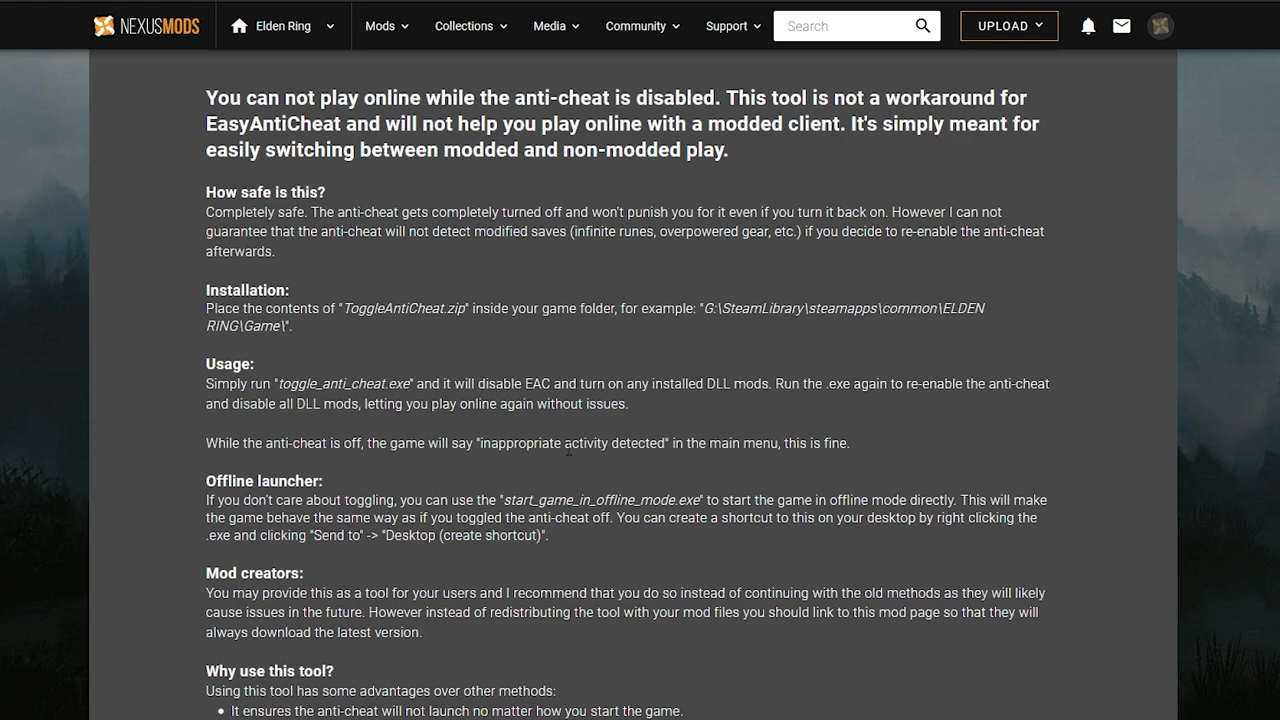 NEXUSMODS Elden Ring Mods Collections Media Community Support Search UPLOAD
You can not play online while the anti-cheat is disabled. This tool is not a workaround for
EasyAntiCheat and will not help you play online with a modded client. It's simply meant for
easily switching between modded and non-modded play.
How safe is this?
Completely safe. The anti-cheat gets completely turned off and won't punish you for it even if you turn it back on. However I can not
guarantee that the anti-cheat will not detect modified saves (infinite runes, overpowered gear, etc.) if you decide to re-enable the anti-cheat
afterwards.
Installation:
Place the contents of "ToggleAntiCheat.zip" inside your game folder, for example: "G:\SteamLibrary\steamapps\common\ELDEN
RING\Game\".
Usage:
Simply run "toggle_anti_cheat.exe" and it will disable EAC and turn on any installed DLL mods. Run the .exe again to re-enable the anti-cheat
and disable all DLL mods, letting you play online again without issues.
While the anti-cheat is off, the game will say "inappropriate activity detected" in the main menu, this is fine.
Offline launcher:
If you don't care about toggling, you can use the "start_game_in_offline_mode.exe" to start the game in offline mode directly. This will make
the game behave the same way as if you toggled the anti-cheat off. You can create a shortcut to this on your desktop by right clicking the
.exe and clicking "Send to" -> "Desktop (create shortcut)".
Mod creators:
You may provide this as a tool for your users and I recommend that you do so instead of continuing with the old methods as they will likely
cause issues in the future. However instead of redistributing the tool with your mod files you should link to this mod page so that they will
always download the latest version.
Why use this tool?
Using this tool has some advantages over other methods:
• It ensures the anti-cheat will not launch no matter how you start the game.